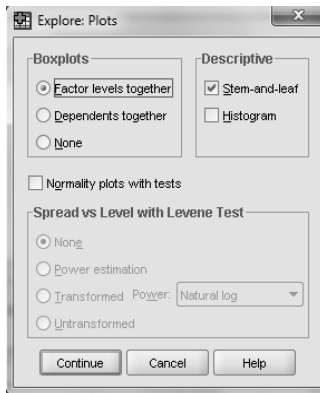 Explore: Plots
Boxplots
Factor levels together
Dependents together
None
Descriptive
Stem-and-leaf
Histogram
Normality plots with tests
Spread vs Level with Levene Test
None
Power estimation
Transformed Power: Natural log
Untransformed
Continue Cancel Help